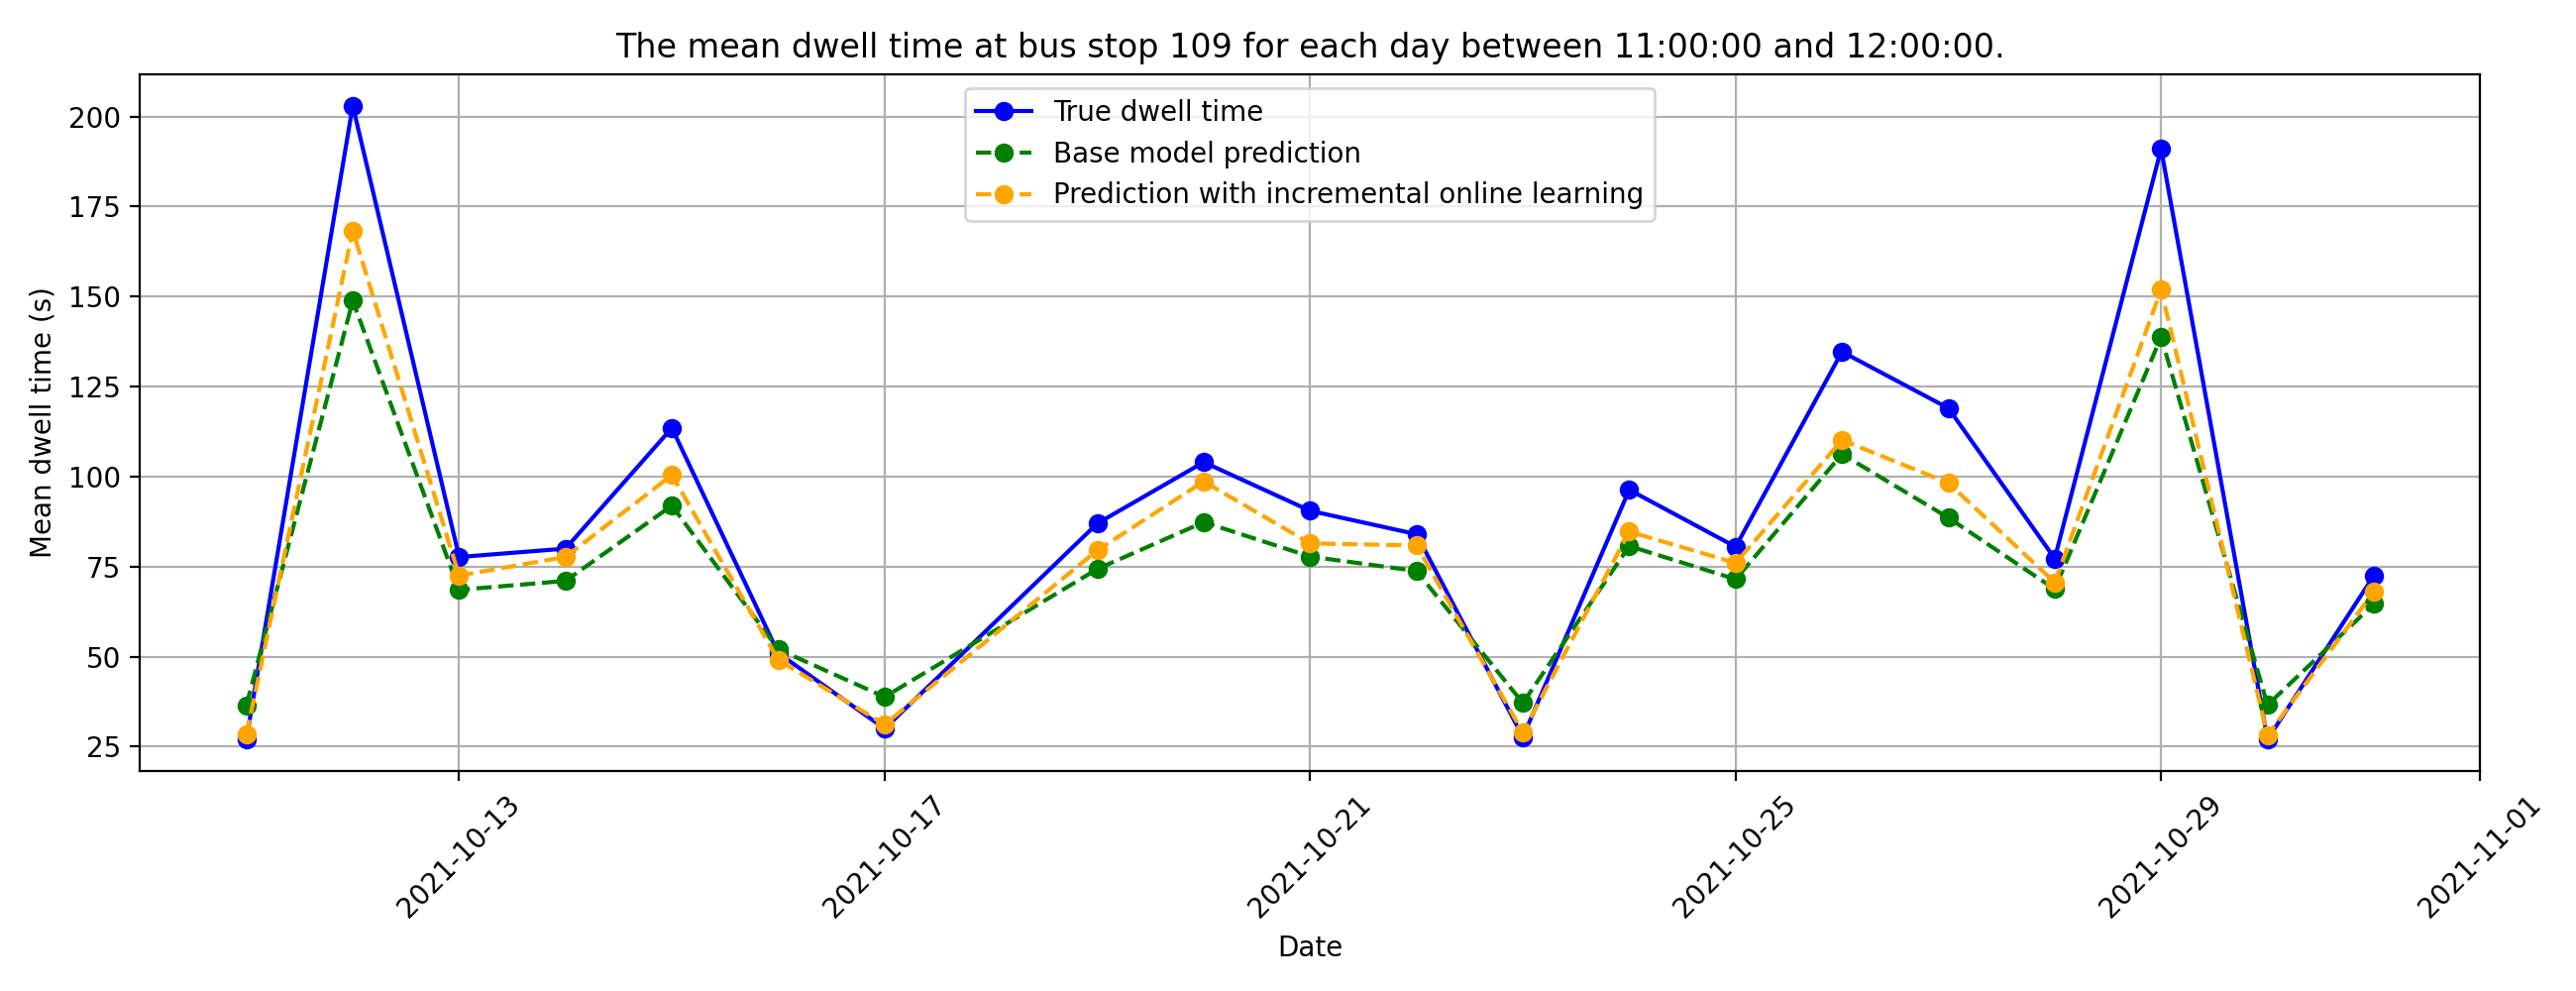 The mean dwell time at bus stop 109 for each day between 11:00:00 and 12:00:00.
True dwell time
Base model prediction
Prediction with incremental online learning
Mean dwell time (s)
200
175
150
125
100
75
50
25
2021-10-13
2021-10-17
2021-10-21
2021-10-25
2021-10-29
2021-11-01
Date